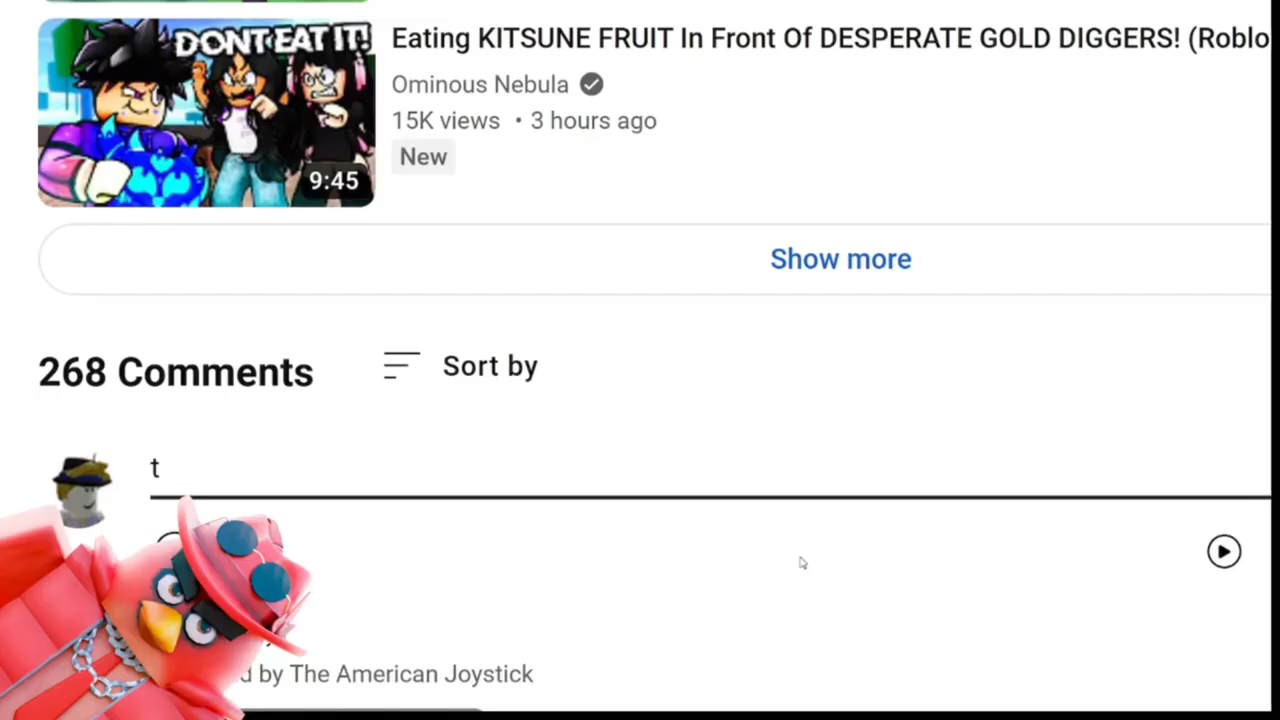 DONT EAT IT!
9:45
Eating KITSUNE FRUIT In Front Of DESPERATE GOLD DIGGERS! (Roblo
Ominous Nebula
15K views • 3 hours ago
New
Show more
268 Comments
Sort by
t
by The American Joystick